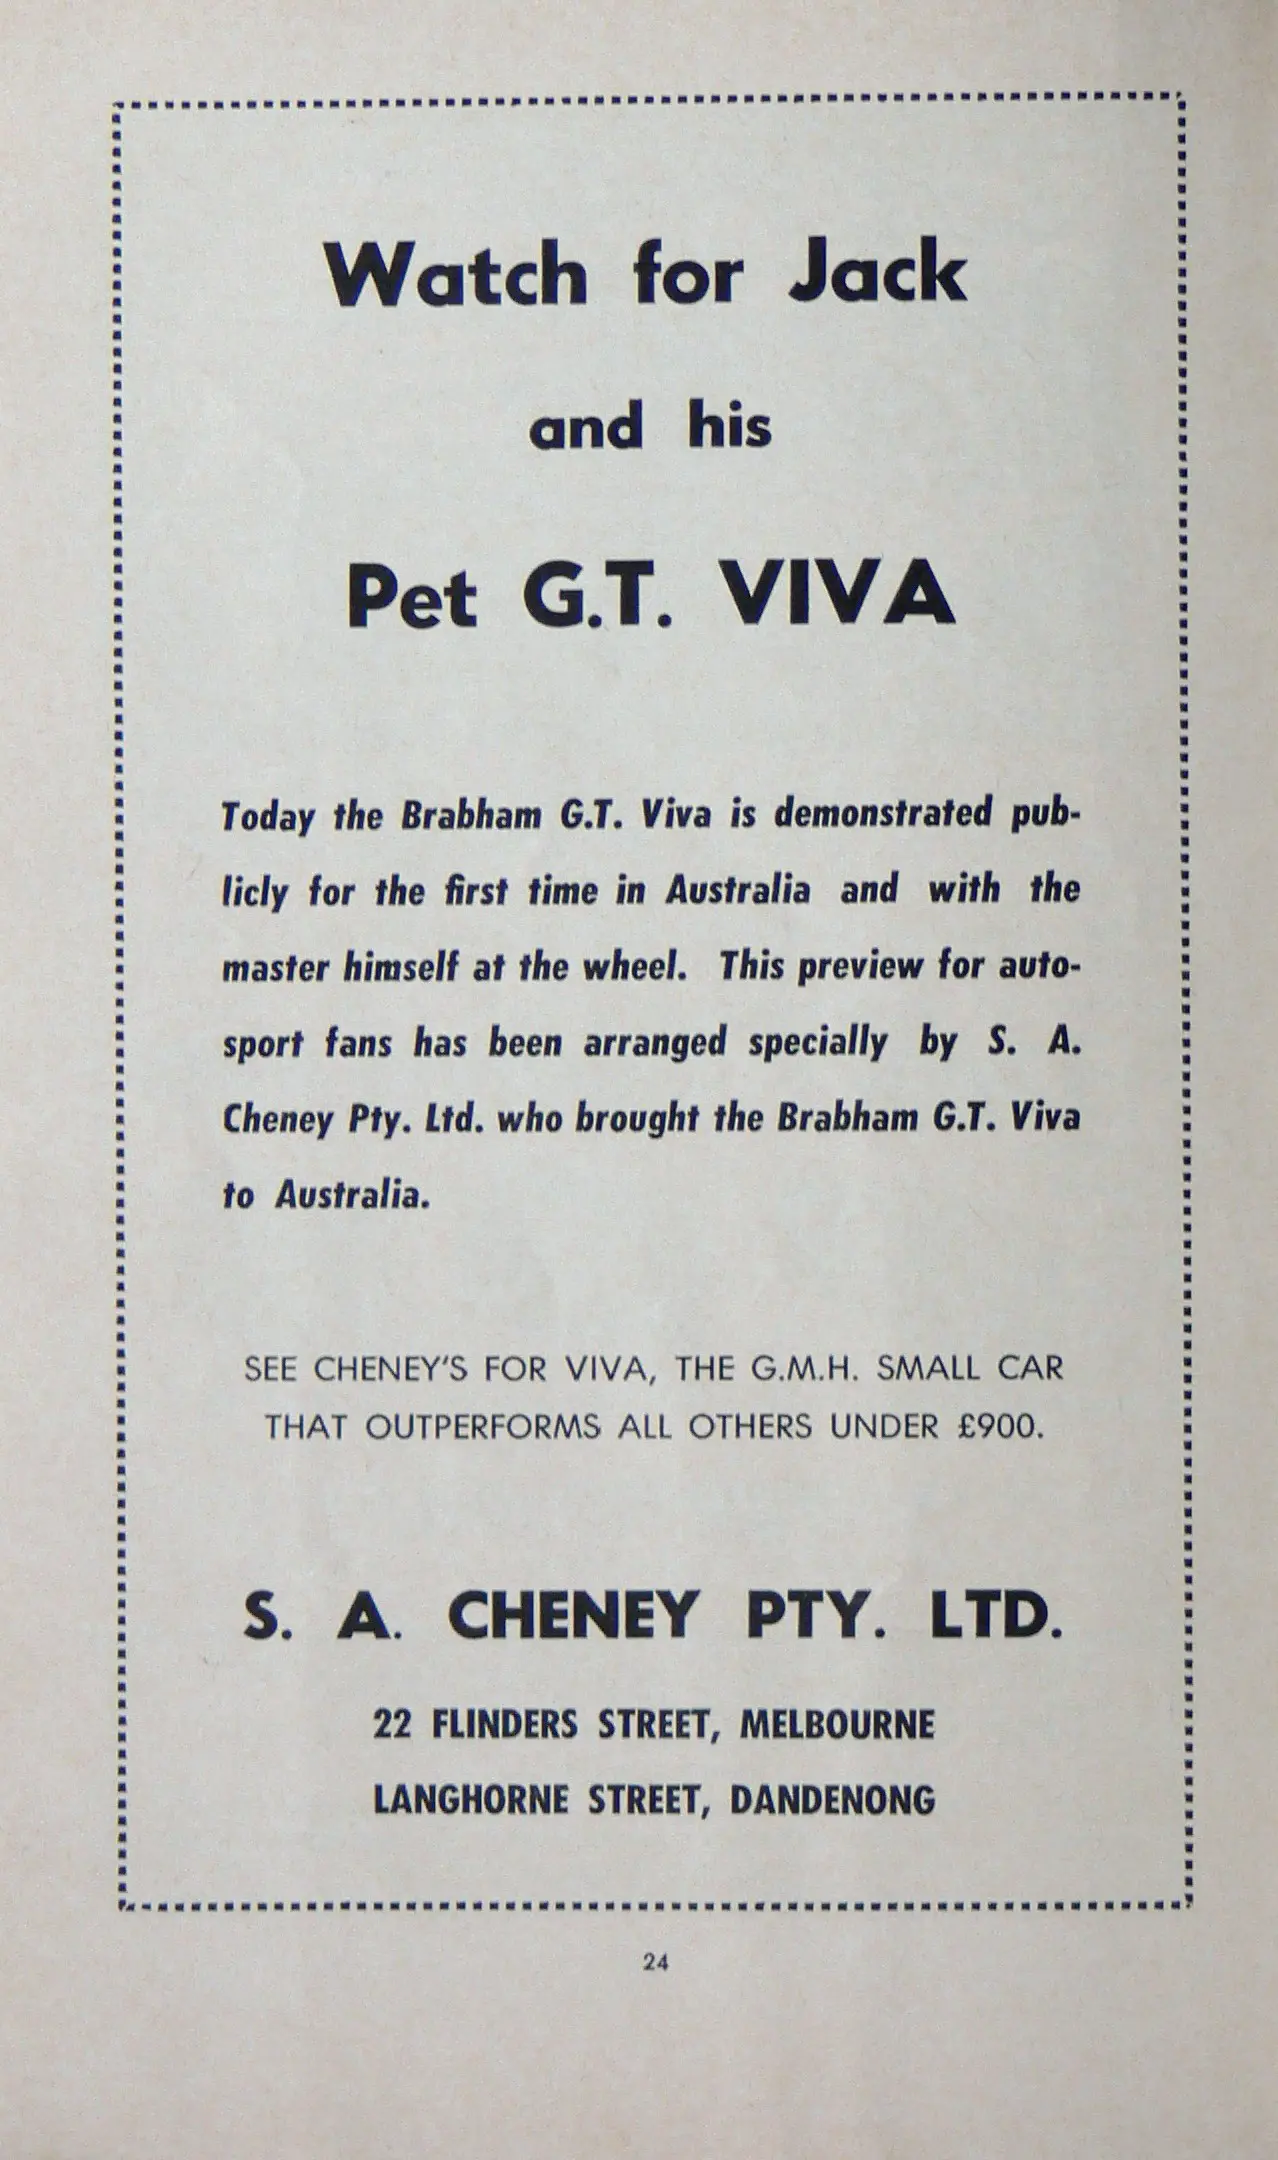 Watch for Jack
and his
Pet G.T. VIVA
Today the Brabham G.T. Viva is demonstrated pub-
licly for the first time in Australia and with the
master himself at the wheel. This preview for auto-
sport fans has been arranged specially by S. A.
Cheney Pty. Ltd. who brought the Brabham G.T. Viva
to Australia.
SEE CHENEY'S FOR VIVA, THE G.M.H. SMALL CAR
THAT OUTPERFORMS ALL OTHERS UNDER £900.
S. A. CHENEY PTY. LTD.
22 FLINDERS STREET, MELBOURNE
LANGHORNE STREET, DANDENONG
24